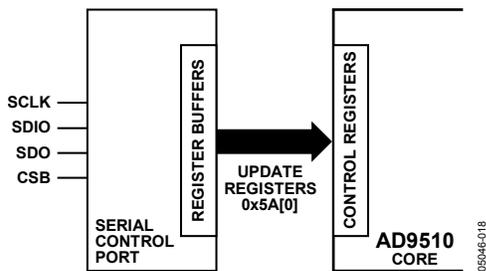 SCLK
SDIO
SDO
CSB
SERIAL
CONTROL
PORT
REGISTER BUFFERS
UPDATE
REGISTERS
0x5A[0]
CONTROL REGISTERS
AD9510
CORE
05046-018